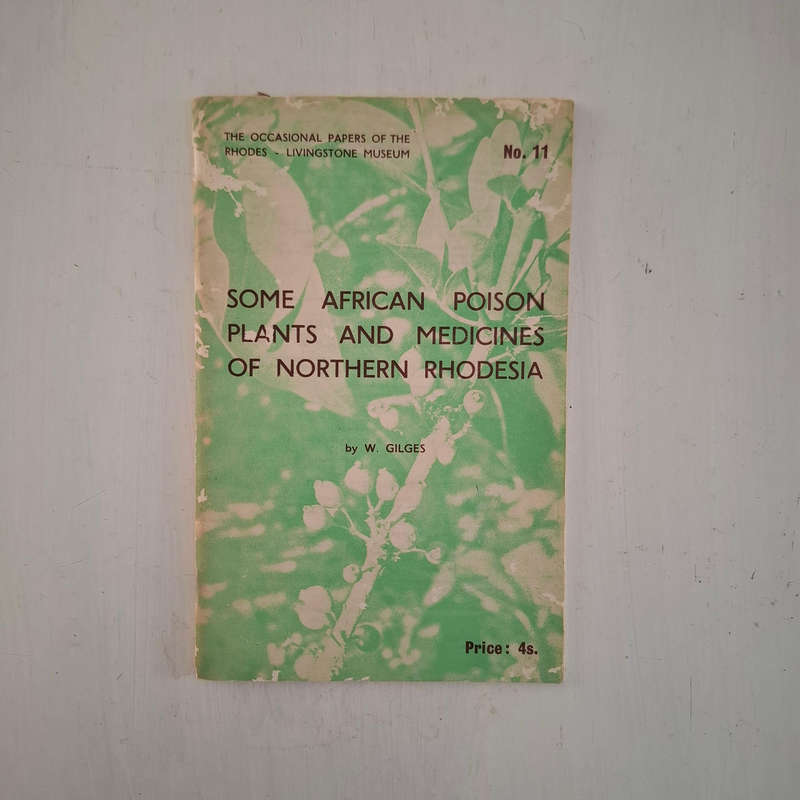 THE OCCASIONAL PAPERS OF THE
RHODES - LIVINGSTONE MUSEUM
No. 11
SOME AFRICAN POISON
PLANTS AND MEDICINES
OF NORTHERN RHODESIA
by W. GILGES
Price: 4s.